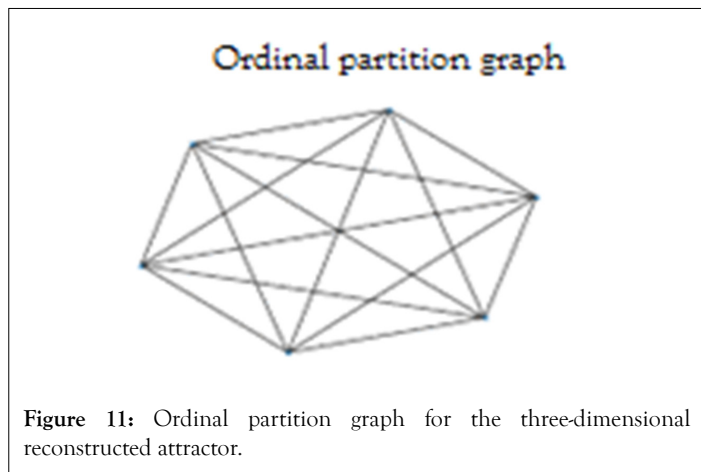 Ordinal partition graph
Figure 11: Ordinal partition graph for the three-dimensional
reconstructed attractor.